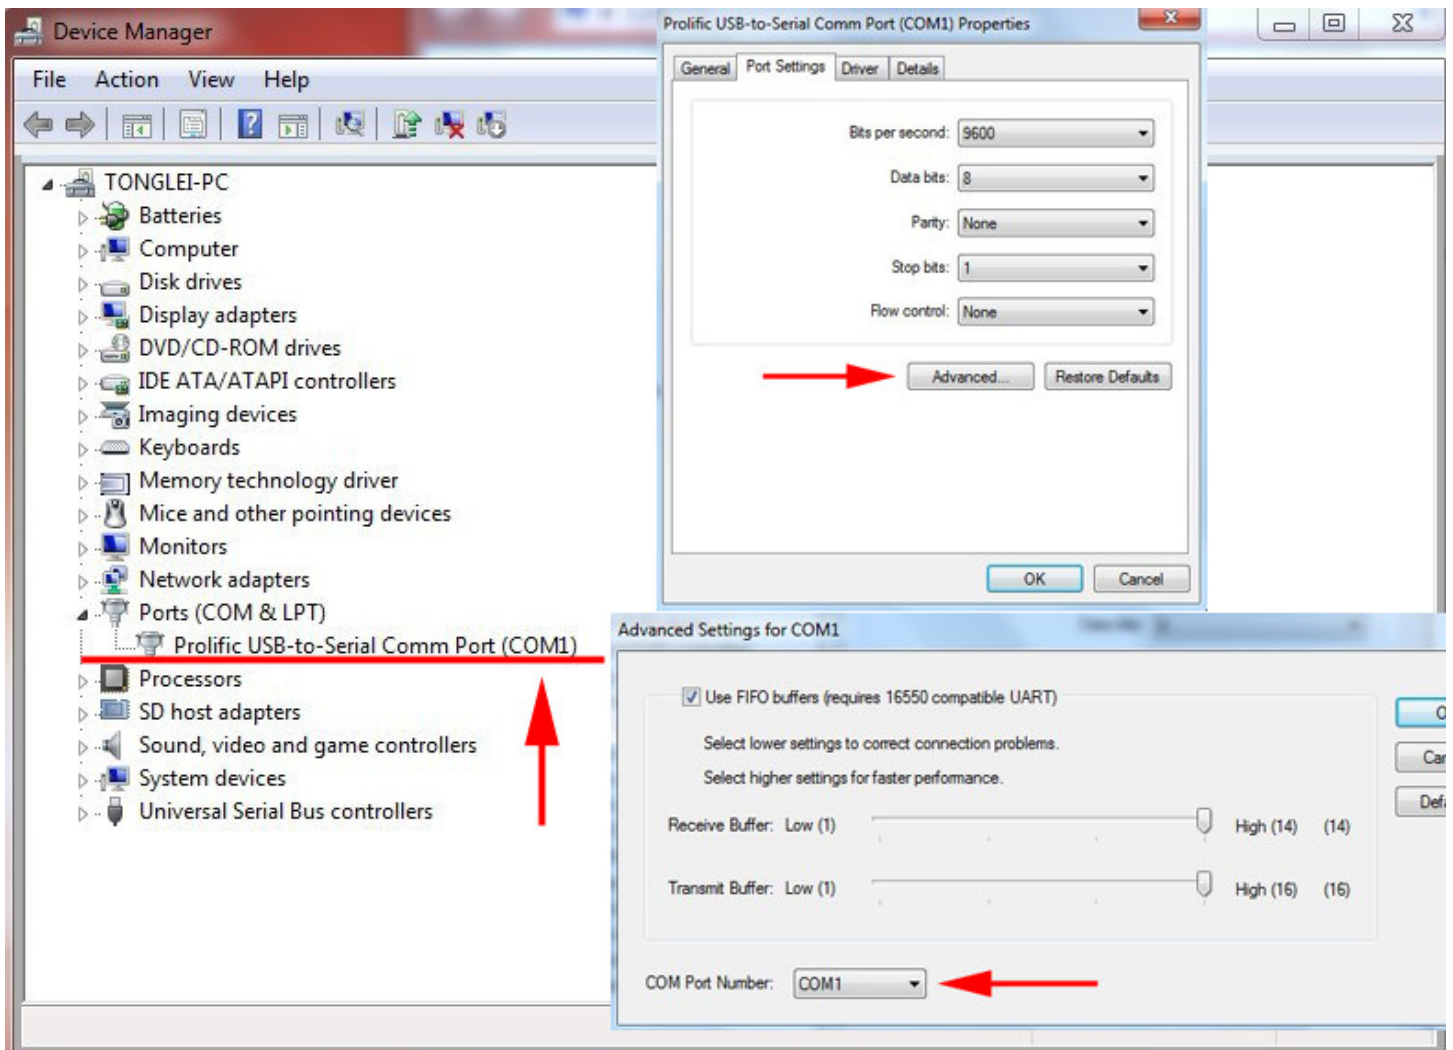 Device Manager
File Action View Help
TONGLEI-PC
Batteries
Computer
Disk drives
Display adapters
DVD/CD-ROM drives
IDE ATA/ATAPI controllers
Imaging devices
Keyboards
Memory technology driver
Mice and other pointing devices
Monitors
Network adapters
Ports (COM & LPT)
Prolific USB-to-Serial Comm Port (COM1)
Processors
SD host adapters
Sound, video and game controllers
System devices
Universal Serial Bus controllers
Prolific USB-to-Serial Comm Port (COM1) Properties
General Port Settings Driver Details
Bits per second: 9600
Data bits: 8
Parity: None
Stop bits: 1
Flow control: None
Advanced... Restore Defaults
OK Cancel
Advanced Settings for COM1
Use FIFO buffers (requires 16550 compatible UART)
Select lower settings to correct connection problems.
Select higher settings for faster performance.
Receive Buffer: Low (1) High (14) (14)
Transmit Buffer: Low (1) High (16) (16)
COM Port Number: COM1